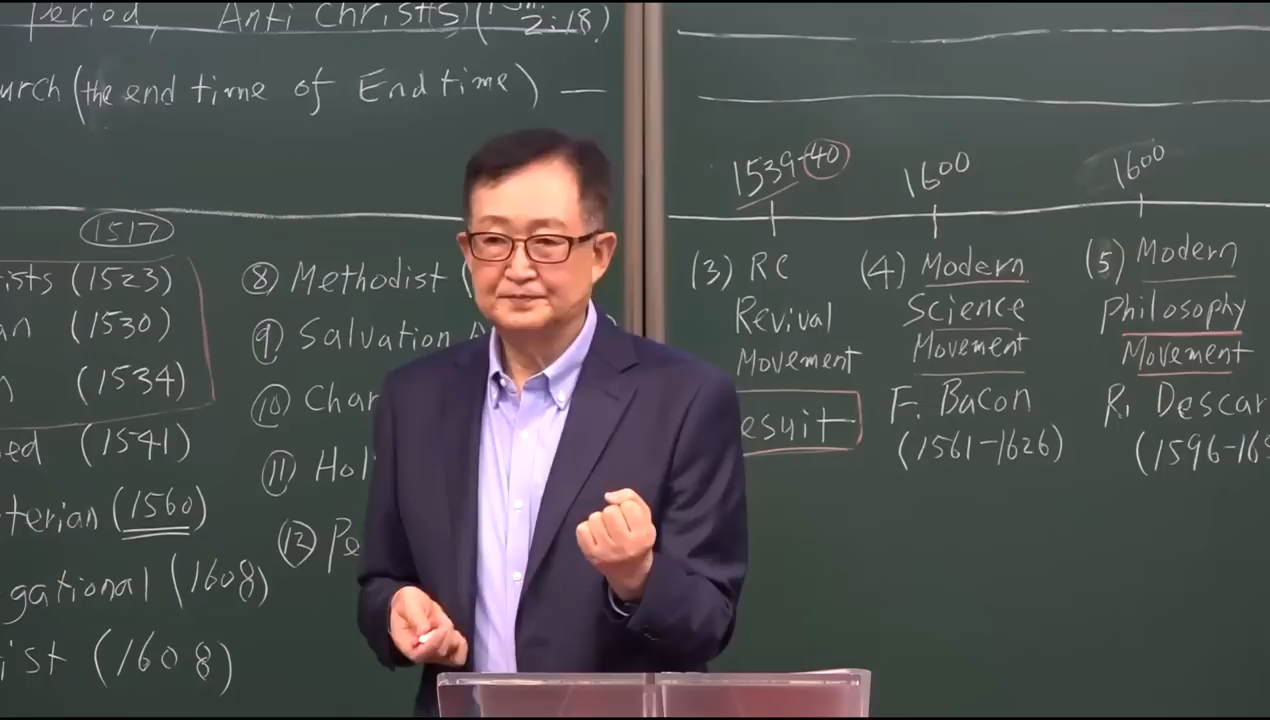 period, Anti Christs) (1 Jn. 2:18.)
urch (the end time of End time) —
1517
ists (1523)
an (1530)
n (1534)
ed (1541)
terian (1560)
gational (1608)
ist (1608)
⑧ Methodist (
⑨ Salvation A
⑩ Char
⑪ Hol
⑫ Pe
1539-40
(3) RC
Revival
Movement
esuit
1600
(4) Modern
Science
Movement
F. Bacon
(1561-1626)
1600
(5) Modern
Philosophy
Movement
R. Descar
(1596-16